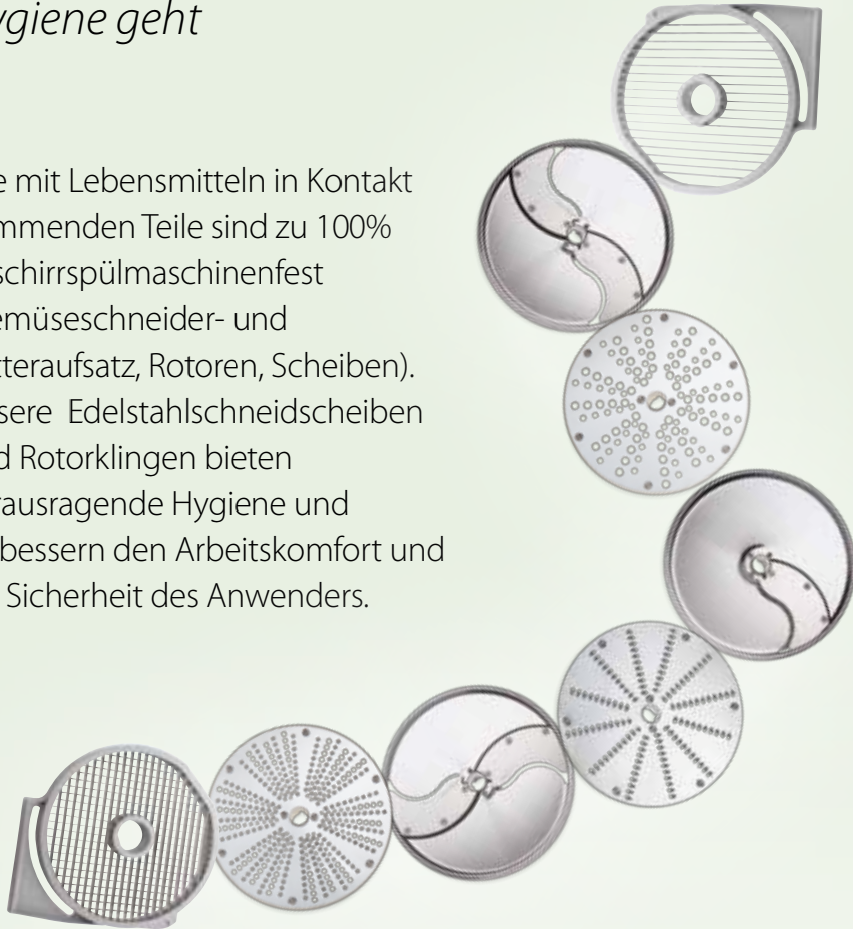 ygiene geht
e mit Lebensmitteln in Kontakt
mmenden Teile sind zu 100%
schirrspülmaschinenfest
emüseschneider- und
tteraufsatz, Rotoren, Scheiben).
sere Edelstahlschneidscheiben
d Rotorklingen bieten
rausragende Hygiene und
bessern den Arbeitskomfort und
Sicherheit des Anwenders.